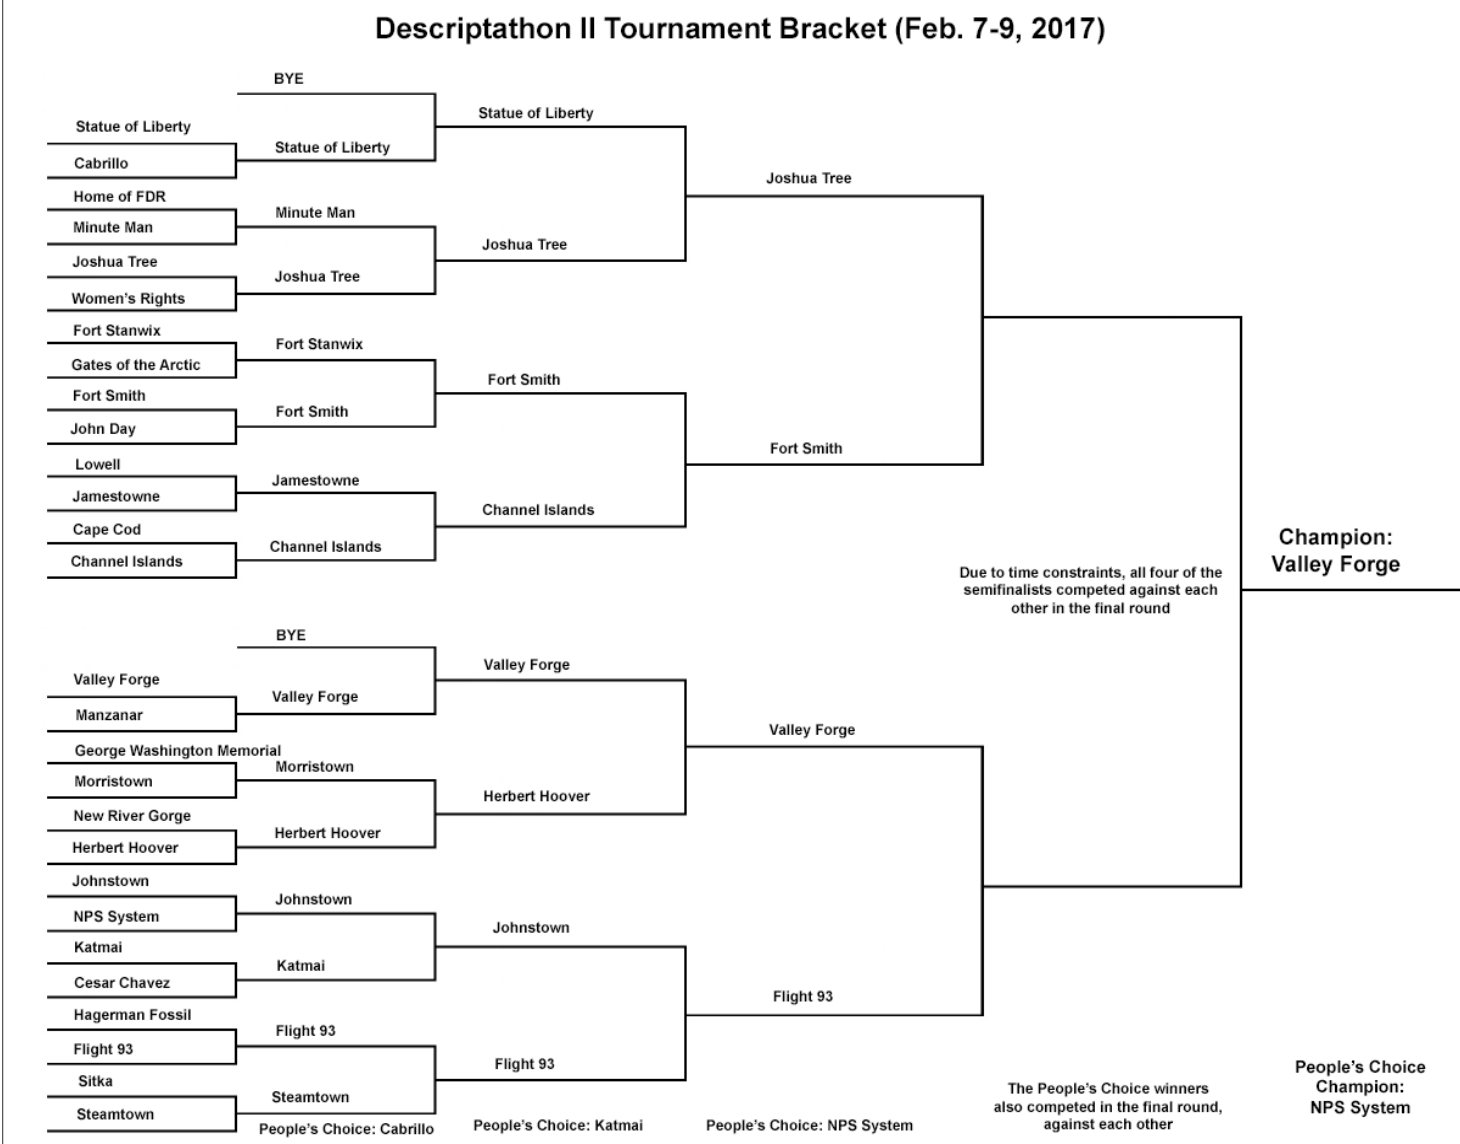 Descriptathon II Tournament Bracket (Feb. 7-9, 2017)
Statue of Liberty
Cabrillo
Home of FDR
Minute Man
Joshua Tree
Women's Rights
Fort Stanwix
Gates of the Arctic
Fort Smith
John Day
Lowell
Jamestowne
Cape Cod
Channel Islands
Valley Forge
Manzanar
George Washington Memorial
Morristown
New River Gorge
Herbert Hoover
Johnstown
NPS System
Katmai
Cesar Chavez
Hagerman Fossil
Flight 93
Sitka
Steamtown
BYE
Statue of Liberty
Minute Man
Joshua Tree
Fort Stanwix
Fort Smith
Jamestowne
Channel Islands
BYE
Valley Forge
Morristown
Herbert Hoover
Johnstown
Katmai
Flight 93
Steamtown
People's Choice: Cabrillo
Statue of Liberty
Joshua Tree
Fort Smith
Channel Islands
Valley Forge
Herbert Hoover
Johnstown
Flight 93
People's Choice: Katmai
Joshua Tree
Fort Smith
Valley Forge
Flight 93
People's Choice: NPS System
Due to time constraints, all four of the
semifinalists competed against each
other in the final round
The People's Choice winners
also competed in the final round,
against each other
Champion:
Valley Forge
People's Choice
Champion:
NPS System